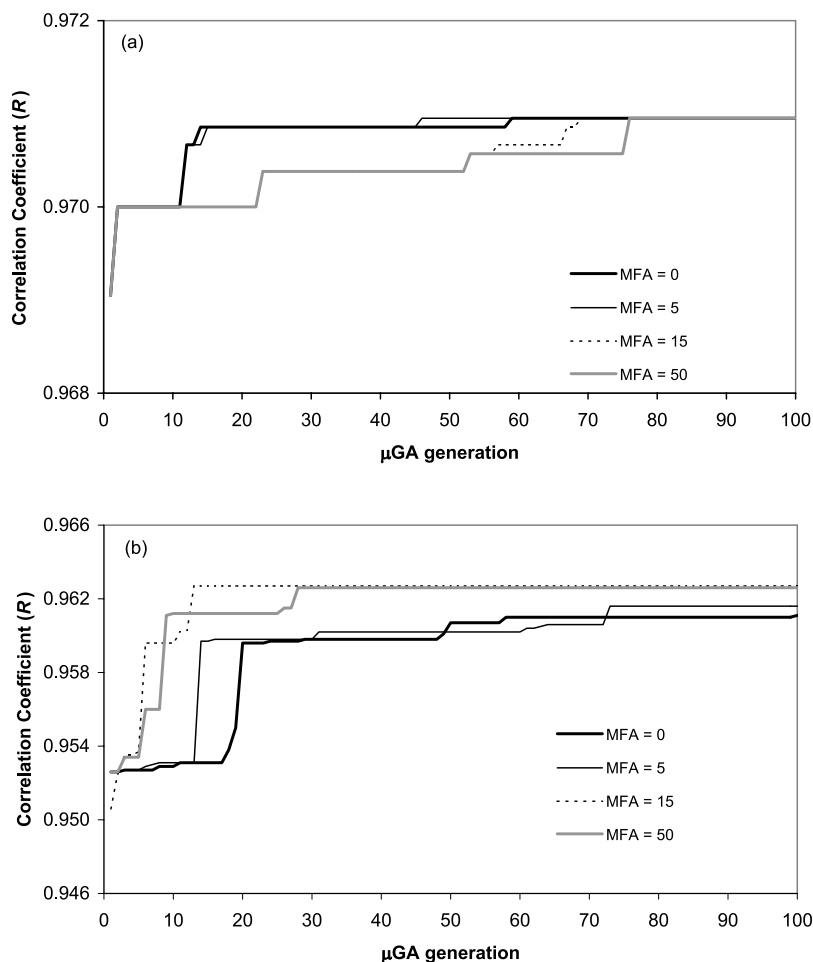 0.972
(a)
0.970
0.968
Correlation Coefficient (R)
MFA = 0
MFA = 5
MFA = 15
MFA = 50
0 10 20 30 40 50 60 70 80 90 100
μGA generation
0.966
(b)
0.962
0.958
0.954
0.950
0.946
Correlation Coefficient (R)
MFA = 0
MFA = 5
MFA = 15
MFA = 50
0 10 20 30 40 50 60 70 80 90 100
μGA generation